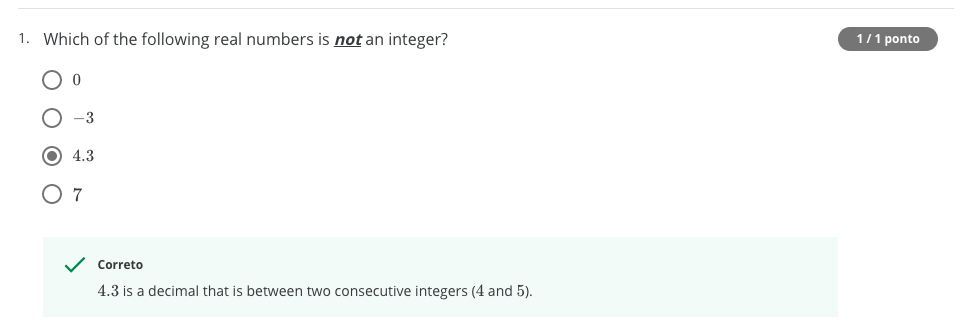 1. Which of the following real numbers is not an integer?
1 / 1 ponto
0
−3
4.3
7
Correto
4.3 is a decimal that is between two consecutive integers (4 and 5).